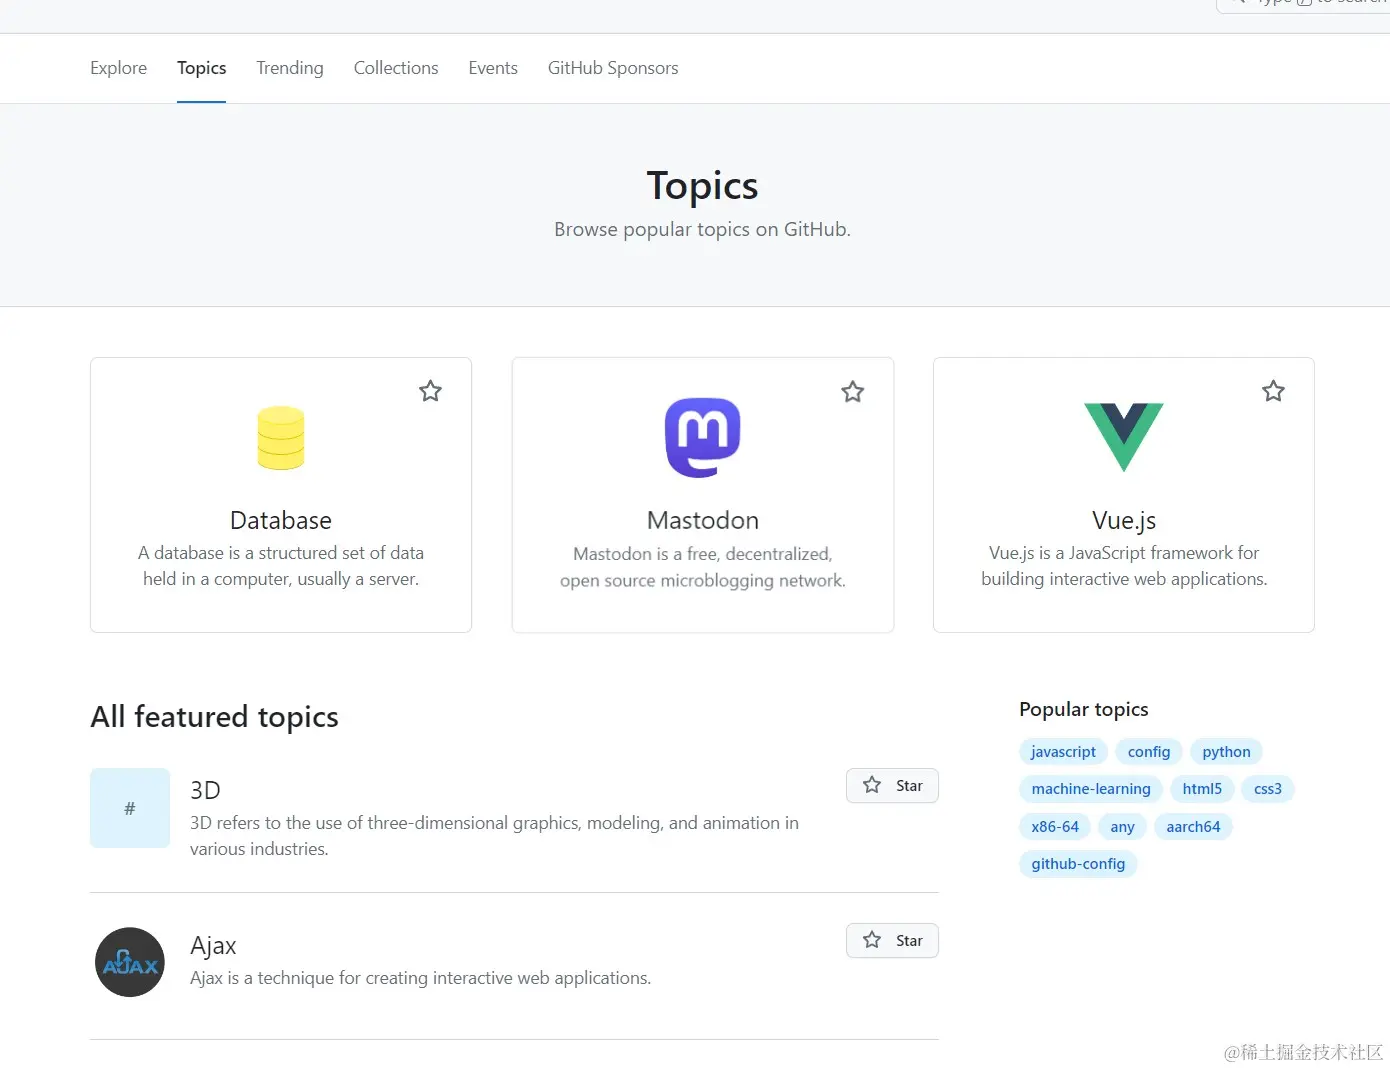 Type / to search
Explore Topics Trending Collections Events GitHub Sponsors
Topics
Browse popular topics on GitHub.
Database
A database is a structured set of data
held in a computer, usually a server.
Mastodon
Mastodon is a free, decentralized,
open source microblogging network.
Vue.js
Vue.js is a JavaScript framework for
building interactive web applications.
All featured topics
#
3D
Star
3D refers to the use of three-dimensional graphics, modeling, and animation in
various industries.
AJAX
Ajax
Star
Ajax is a technique for creating interactive web applications.
Popular topics
javascript config python
machine-learning html5 css3
x86-64 any aarch64
github-config
@稀土掘金技术社区